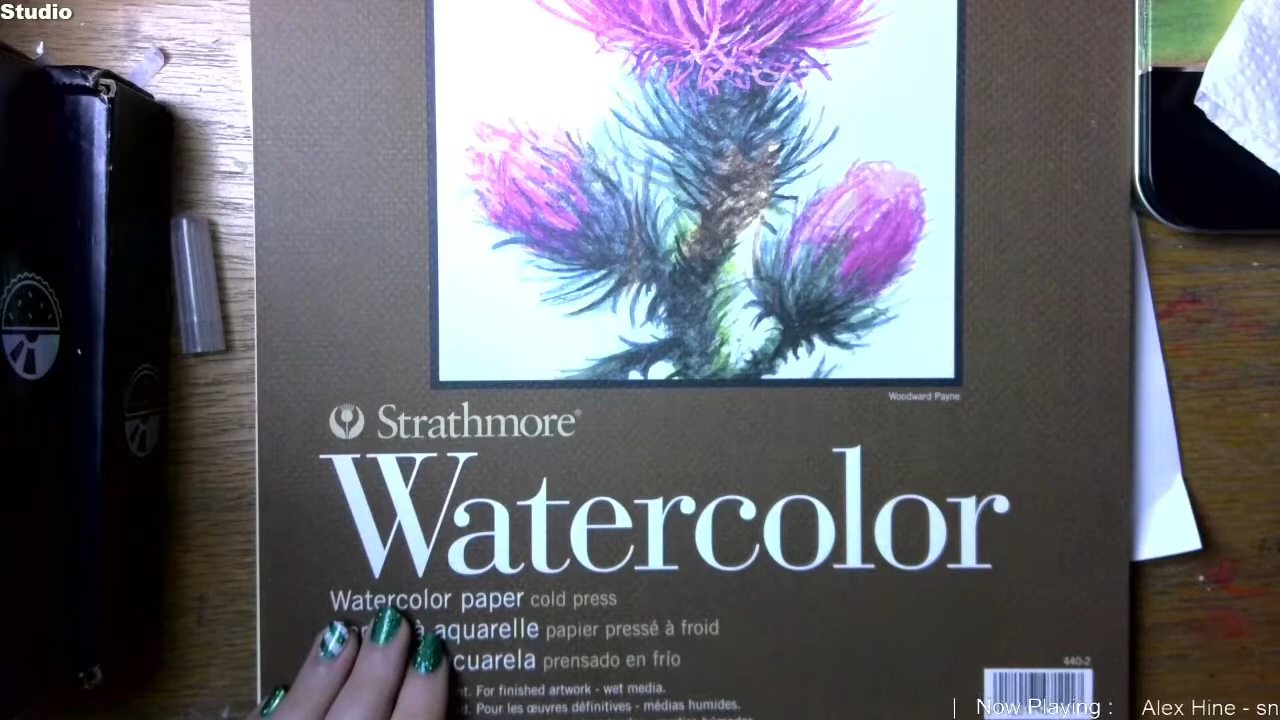 Studio
Woodward Payne
Strathmore®
Watercolor
Watercolor paper cold press
à aquarelle papier pressé à froid
cuarela prensado en frío
440-2
For finished artwork - wet media.
Pour les œuvres définitives - médias humides.
| Now Playing : Alex Hine - sn